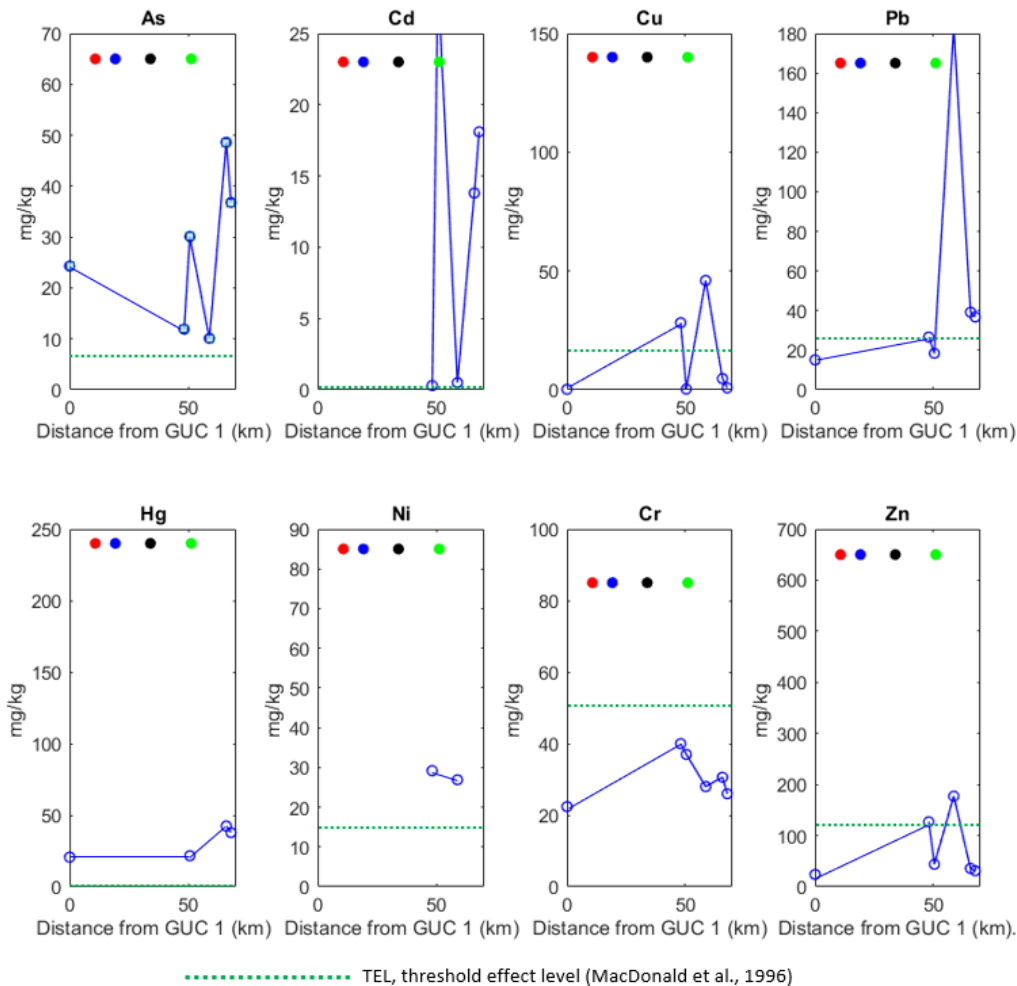 As
Cd
Cu
Pb
70
60
50
40
30
20
10
0
mg/kg
0 50
Distance from GUC 1 (km)
25
20
15
10
5
0
mg/kg
0 50
Distance from GUC 1 (km)
150
100
50
0
mg/kg
0 50
Distance from GUC 1 (km)
180
160
140
120
100
80
60
40
20
0
mg/kg
0 50
Distance from GUC 1 (km)
Hg
Ni
Cr
Zn
250
200
150
100
50
0
mg/kg
0 50
Distance from GUC 1 (km)
90
80
70
60
50
40
30
20
10
0
mg/kg
0 50
Distance from GUC 1 (km)
100
80
60
40
20
0
mg/kg
0 50
Distance from GUC 1 (km)
700
600
500
400
300
200
100
0
mg/kg
0 50
Distance from GUC 1 (km).
TEL, threshold effect level (MacDonald et al., 1996)